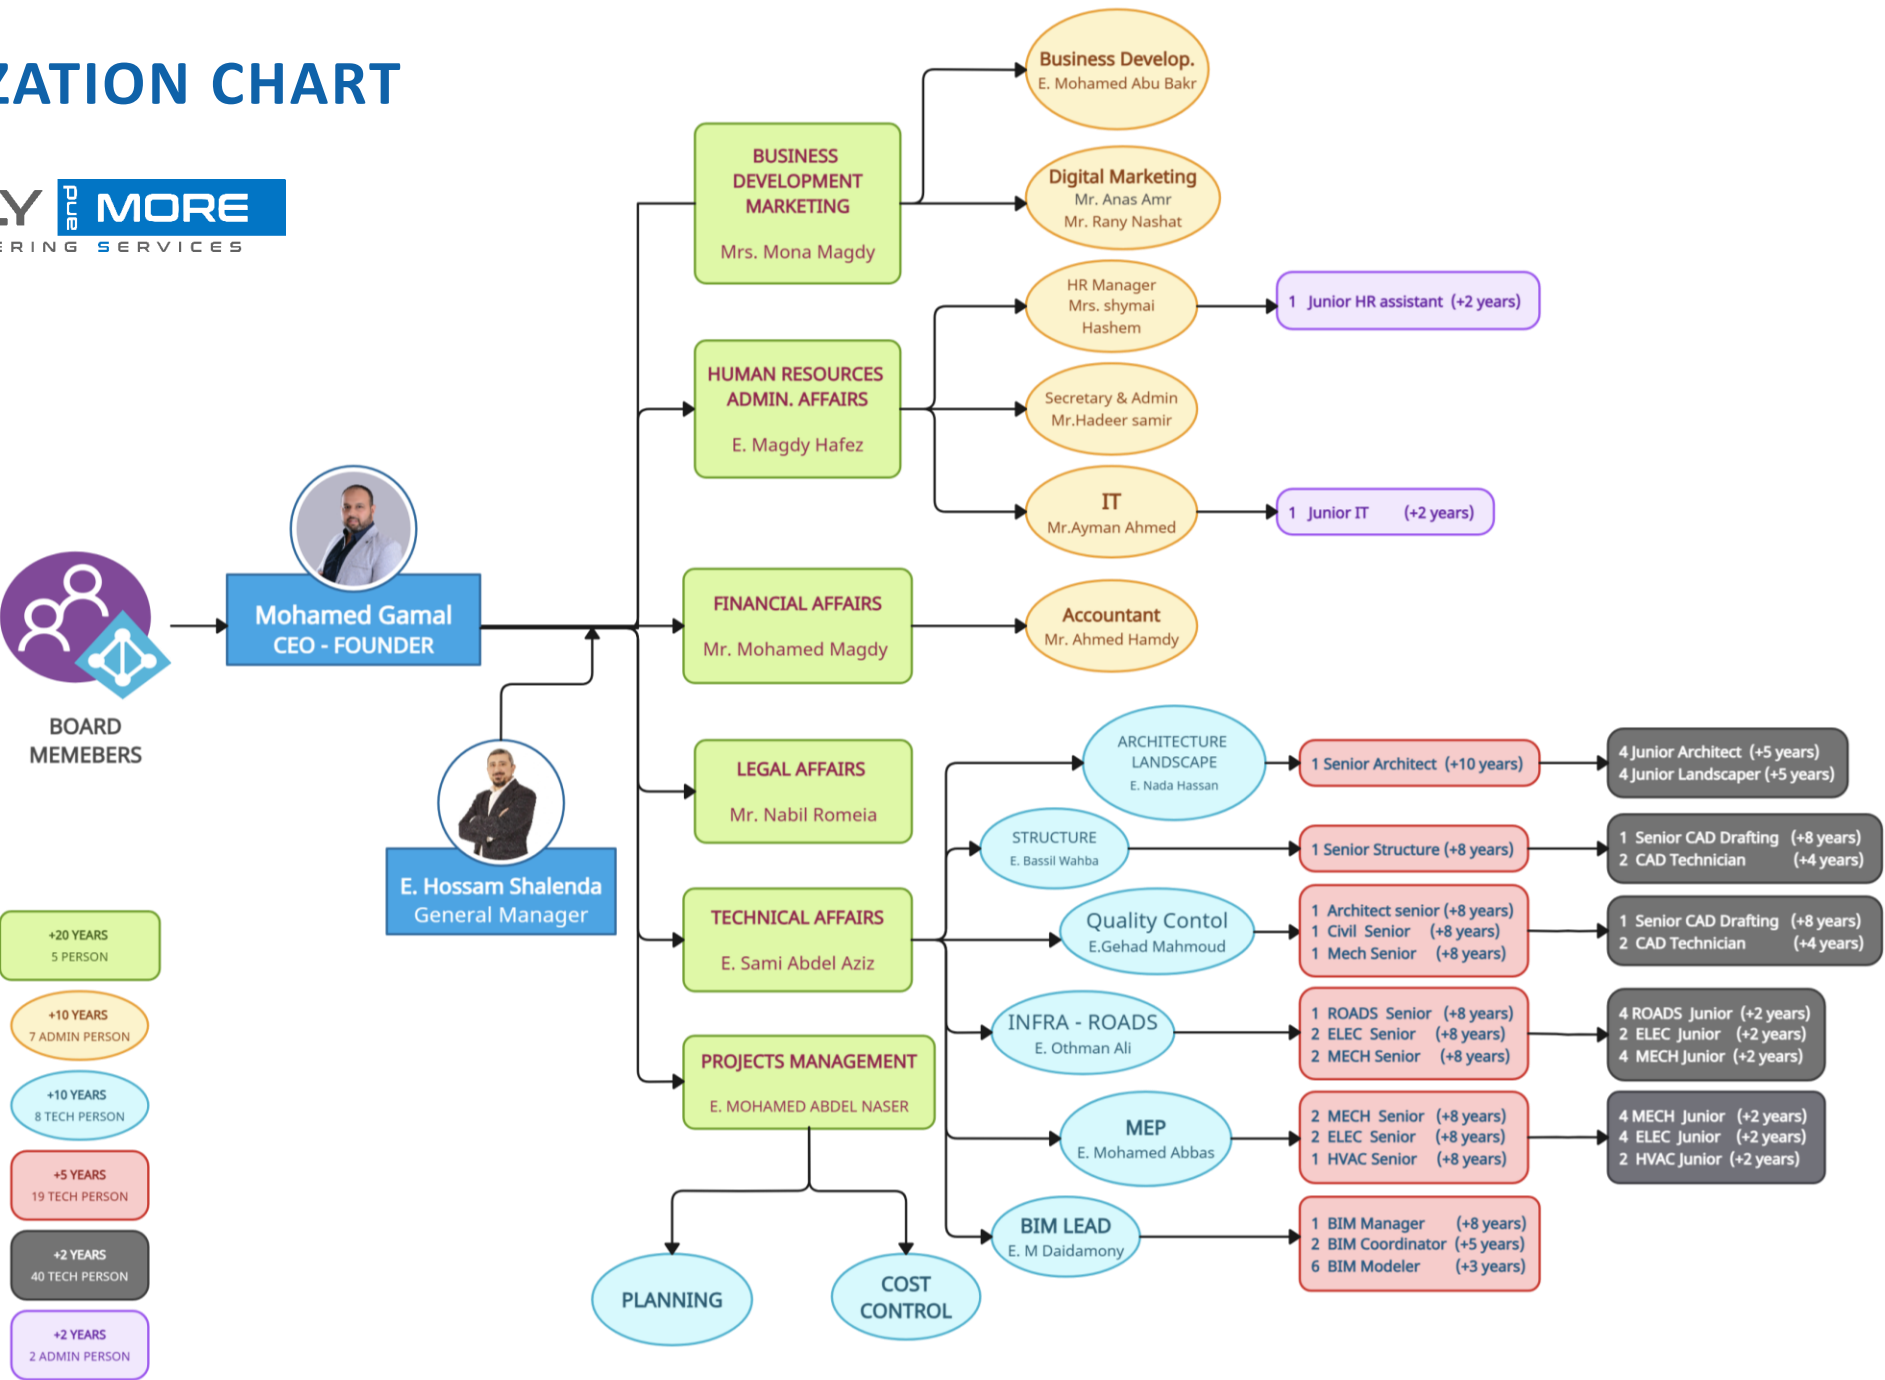 ZATION CHART
LY and MORE
ERING SERVICES
Business Develop.
E. Mohamed Abu Bakr
BUSINESS
DEVELOPMENT
MARKETING
Mrs. Mona Magdy
Digital Marketing
Mr. Anas Amr
Mr. Rany Nashat
HR Manager
Mrs. shymai
Hashem
1 Junior HR assistant (+2 years)
HUMAN RESOURCES
ADMIN. AFFAIRS
E. Magdy Hafez
Secretary & Admin
Mr.Hadeer samir
IT
Mr.Ayman Ahmed
1 Junior IT (+2 years)
Mohamed Gamal
CEO - FOUNDER
FINANCIAL AFFAIRS
Mr. Mohamed Magdy
Accountant
Mr. Ahmed Hamdy
BOARD
MEMEBERS
E. Hossam Shalenda
General Manager
LEGAL AFFAIRS
Mr. Nabil Romeia
TECHNICAL AFFAIRS
E. Sami Abdel Aziz
ARCHITECTURE
LANDSCAPE
E. Nada Hassan
1 Senior Architect (+10 years)
4 Junior Architect (+5 years)
4 Junior Landscaper (+5 years)
STRUCTURE
E. Bassil Wahba
1 Senior Structure (+8 years)
1 Senior CAD Drafting (+8 years)
2 CAD Technician (+4 years)
Quality Contol
E.Gehad Mahmoud
1 Architect senior (+8 years)
1 Civil Senior (+8 years)
1 Mech Senior (+8 years)
1 Senior CAD Drafting (+8 years)
2 CAD Technician (+4 years)
INFRA - ROADS
E. Othman Ali
1 ROADS Senior (+8 years)
2 ELEC Senior (+8 years)
2 MECH Senior (+8 years)
4 ROADS Junior (+2 years)
2 ELEC Junior (+2 years)
4 MECH Junior (+2 years)
MEP
E. Mohamed Abbas
2 MECH Senior (+8 years)
2 ELEC Senior (+8 years)
1 HVAC Senior (+8 years)
4 MECH Junior (+2 years)
4 ELEC Junior (+2 years)
2 HVAC Junior (+2 years)
BIM LEAD
E. M Daidamony
1 BIM Manager (+8 years)
2 BIM Coordinator (+5 years)
6 BIM Modeler (+3 years)
PROJECTS MANAGEMENT
E. MOHAMED ABDEL NASER
PLANNING
COST
CONTROL
+20 YEARS
5 PERSON
+10 YEARS
7 ADMIN PERSON
+10 YEARS
8 TECH PERSON
+5 YEARS
19 TECH PERSON
+2 YEARS
40 TECH PERSON
+2 YEARS
2 ADMIN PERSON